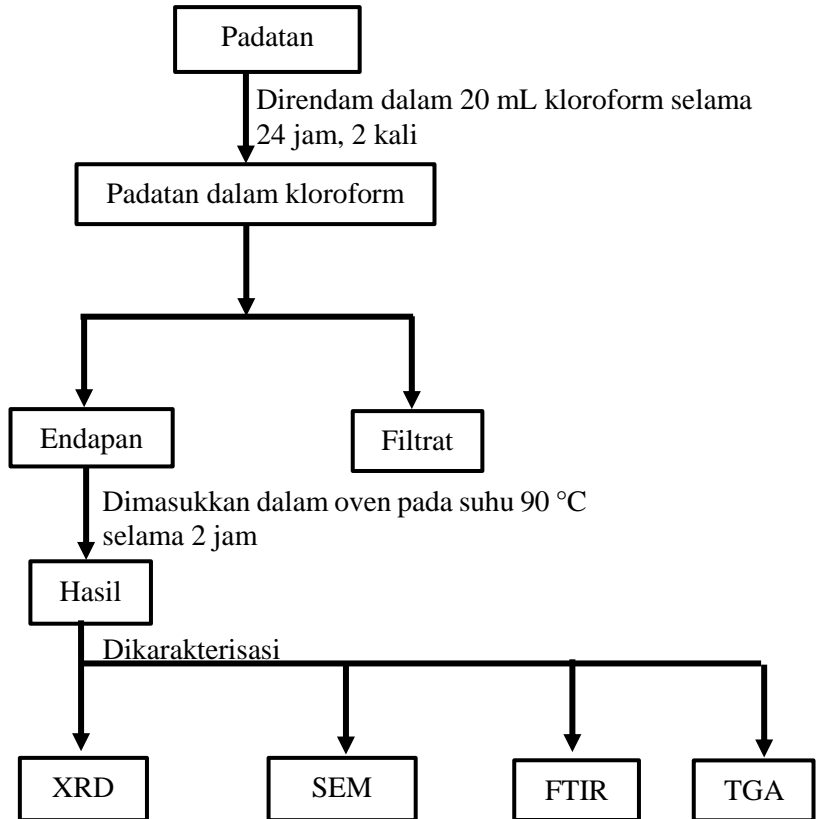 Padatan
Direndam dalam 20 mL kloroform selama
24 jam, 2 kali
Padatan dalam kloroform
Endapan
Filtrat
Dimasukkan dalam oven pada suhu 90 °C
selama 2 jam
Hasil
Dikarakterisasi
XRD
SEM
FTIR
TGA